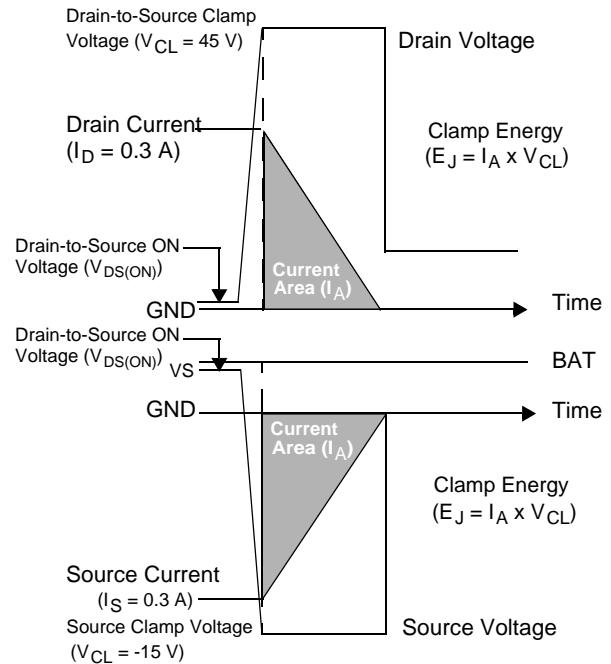 Drain-to-Source Clamp
Voltage (VCL = 45 V)
Drain Voltage
Drain Current
(ID = 0.3 A)
Clamp Energy
(EJ = IA x VCL)
Drain-to-Source ON
Voltage (VDS(ON))
Current
Area (IA)
GND
Time
Drain-to-Source ON
Voltage (VDS(ON))
VS
BAT
GND
Time
Current
Area (IA)
Clamp Energy
(EJ = IA x VCL)
Source Current
(IS = 0.3 A)
Source Clamp Voltage
(VCL = -15 V)
Source Voltage